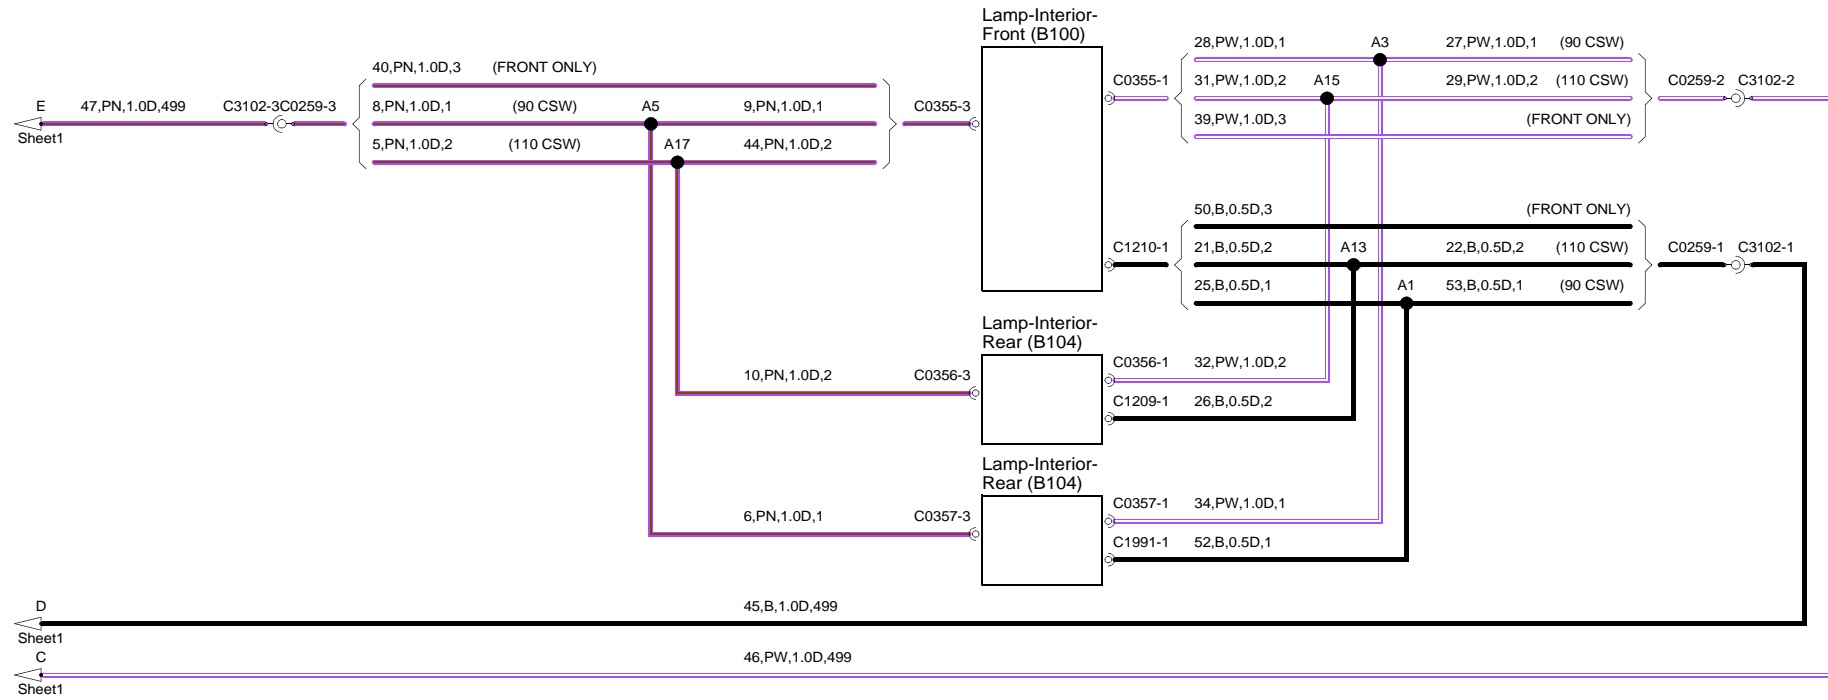 Lamp-Interior-
Front (B100)
28,PW,1.0D,1 A3 27,PW,1.0D,1 (90 CSW)
40,PN,1.0D,3 (FRONT ONLY)
C0355-1 31,PW,1.0D,2 A15 29,PW,1.0D,2 (110 CSW) C0259-2 C3102-2
E 47,PN,1.0D,499 C3102-3C0259-3 8,PN,1.0D,1 (90 CSW) A5 9,PN,1.0D,1 C0355-3
39,PW,1.0D,3 (FRONT ONLY)
Sheet1
5,PN,1.0D,2 (110 CSW) A17 44,PN,1.0D,2
50,B,0.5D,3 (FRONT ONLY)
C1210-1 21,B,0.5D,2 A13 22,B,0.5D,2 (110 CSW) C0259-1 C3102-1
25,B,0.5D,1 A1 53,B,0.5D,1 (90 CSW)
Lamp-Interior-
Rear (B104)
C0356-1 32,PW,1.0D,2
10,PN,1.0D,2 C0356-3
C1209-1 26,B,0.5D,2
Lamp-Interior-
Rear (B104)
C0357-1 34,PW,1.0D,1
6,PN,1.0D,1 C0357-3
C1991-1 52,B,0.5D,1
D 45,B,1.0D,499
Sheet1
C 46,PW,1.0D,499
Sheet1